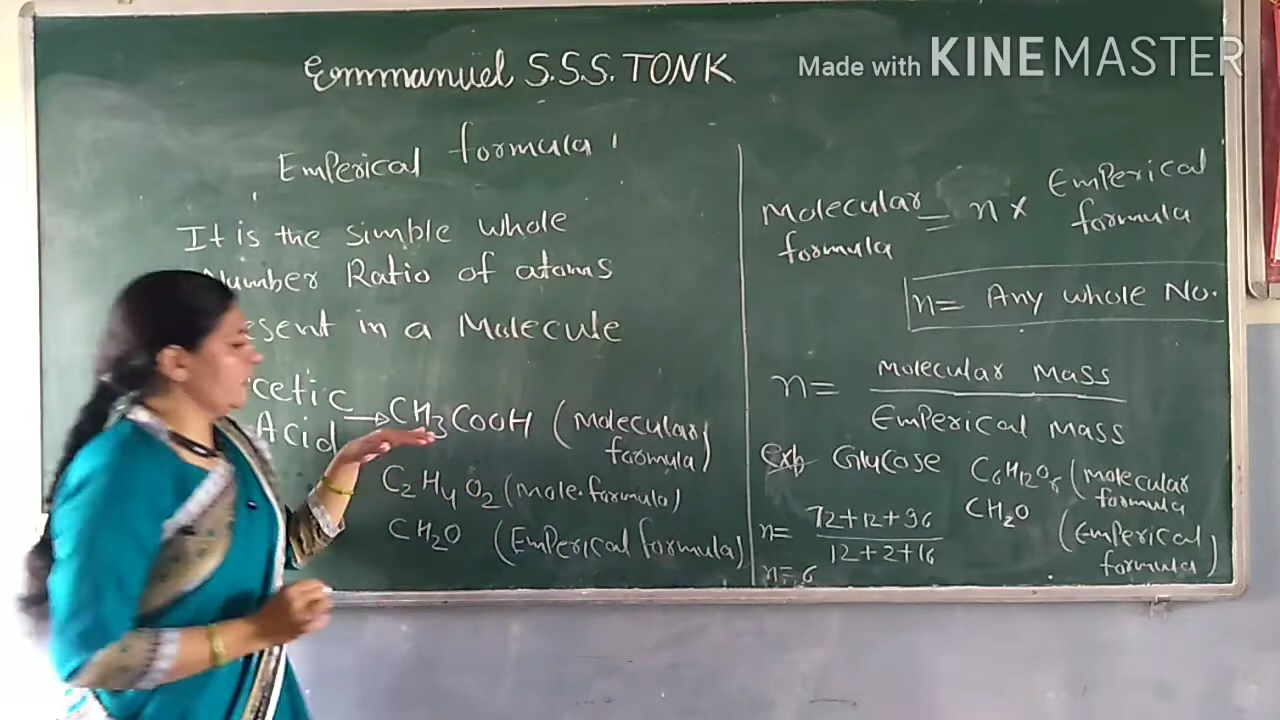 Emmanuel S.S.S. TONK
Made with KINEMASTER
Emperical formula
It is the simple whole
Number Ratio of atoms
esent in a Molecule
cetic
Acid → CH3COOH (Molecular
formula)
C2H4O2 (Mole. formula)
CH2O (Emperical formula)
Molecular = n × Emperical
formula formula
n = Any whole No.
n = Molecular Mass
Emperical Mass
exp Glucose C6H12O6 (Molecular
formula
n = 72+12+96 CH2O (Emperical
12+2+16 formula)
n = 6